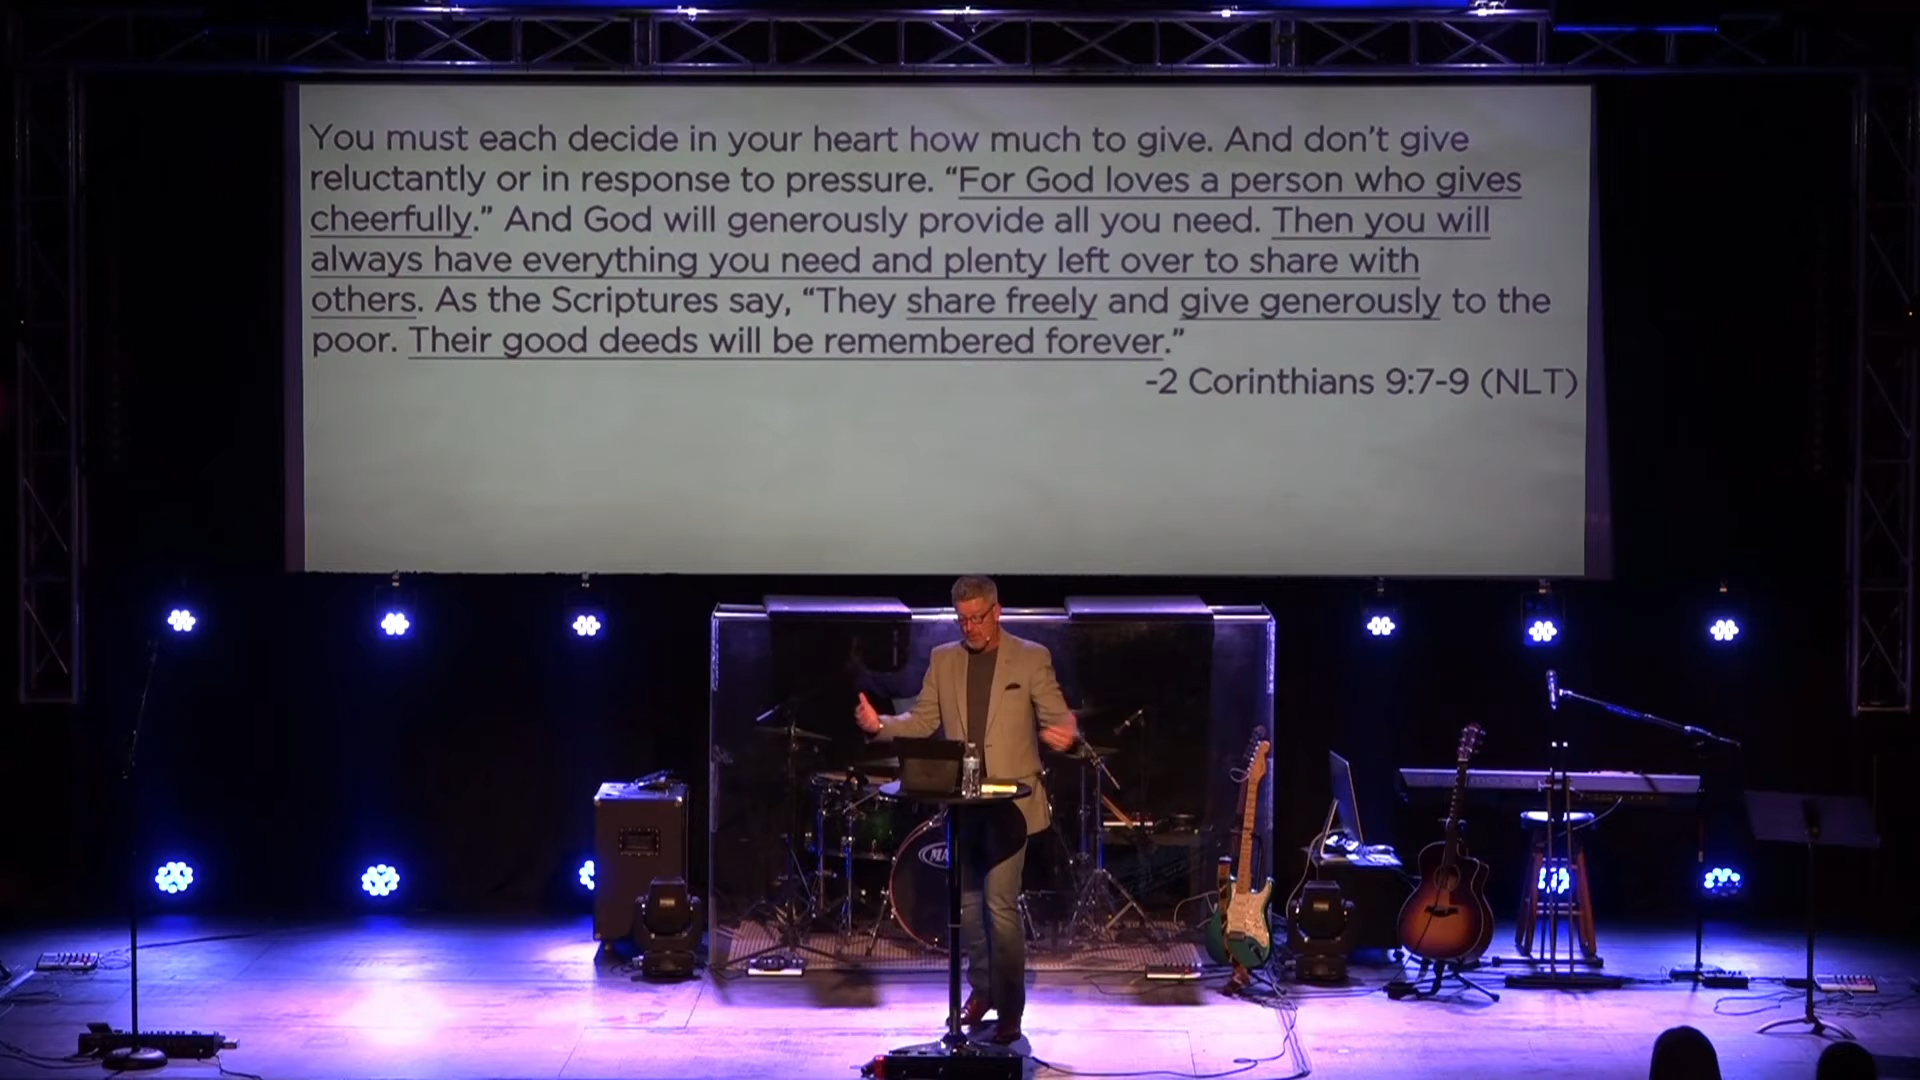 You must each decide in your heart how much to give. And don’t give
reluctantly or in response to pressure. “For God loves a person who gives
cheerfully.” And God will generously provide all you need. Then you will
always have everything you need and plenty left over to share with
others. As the Scriptures say, “They share freely and give generously to the
poor. Their good deeds will be remembered forever.”
-2 Corinthians 9:7-9 (NLT)